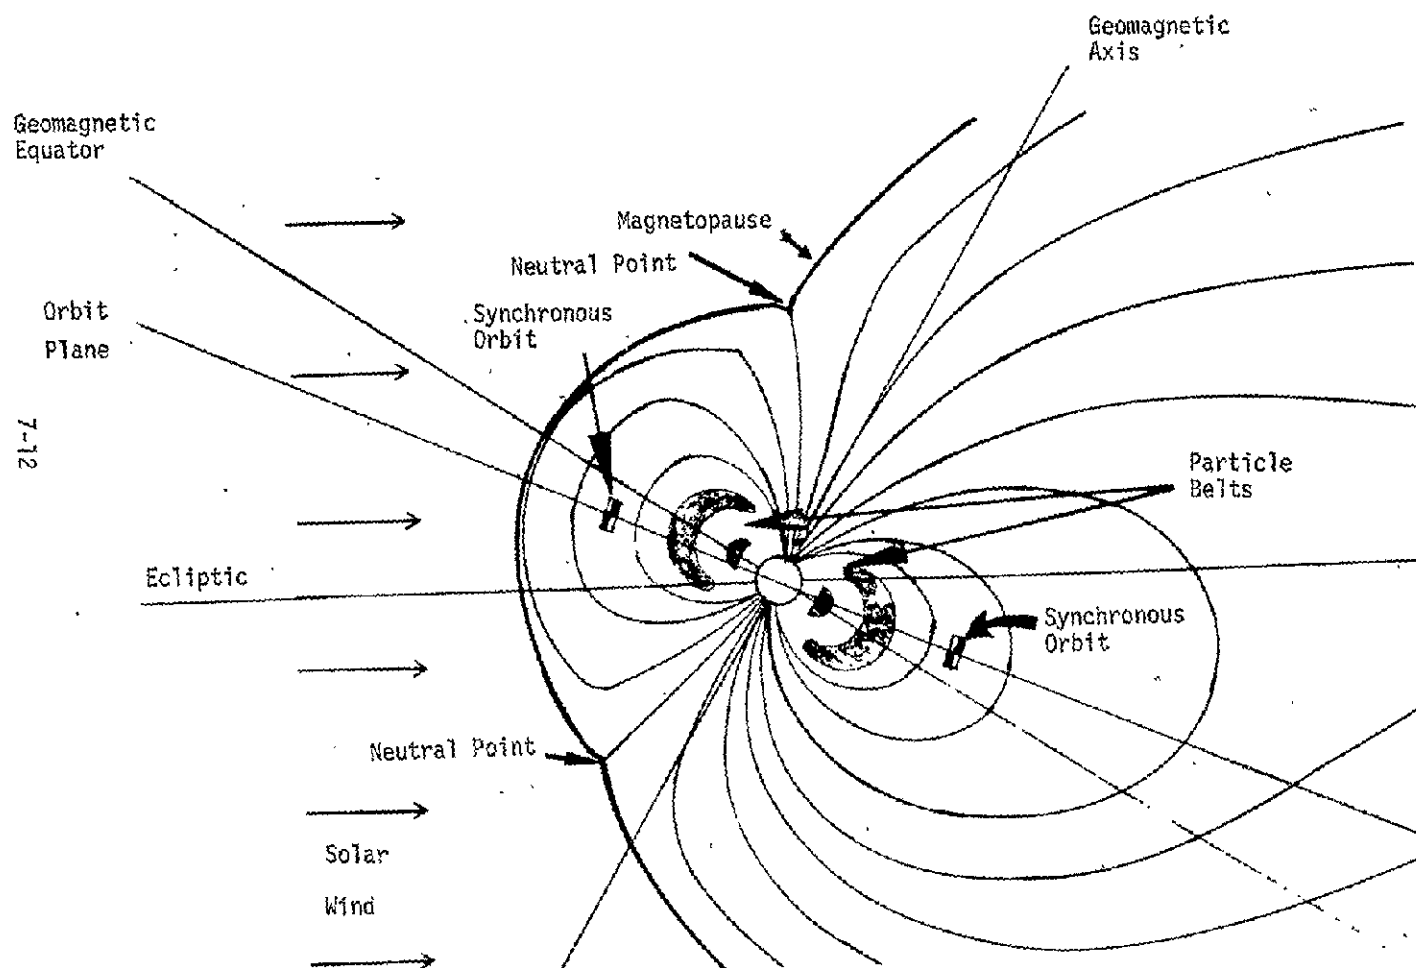 Geomagnetic
Axis
Geomagnetic
Equator
Magnetopause
Neutral Point
Synchronous
Orbit
Orbit
Plane
7-12
Particle
Belts
Ecliptic
Synchronous
Orbit
Neutral Point
Solar
Wind